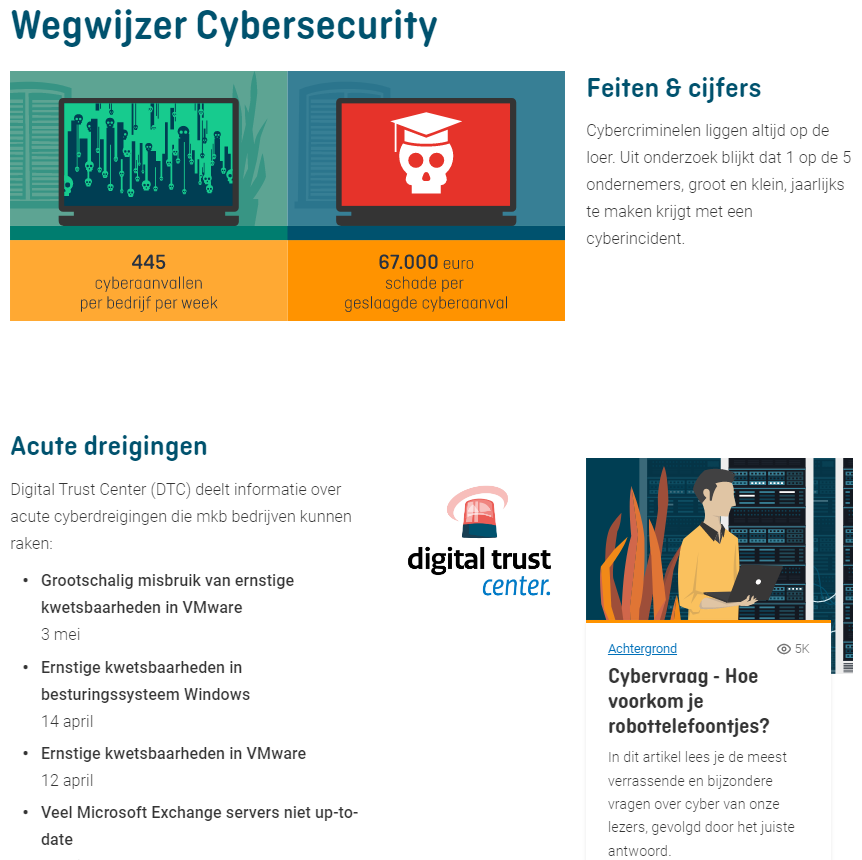 Wegwijzer Cybersecurity
445
cyberaanvallen
per bedrijf per week
67.000 euro
schade per
geslaagde cyberaanval
Feiten & cijfers
Cybercriminelen liggen altijd op de
loer. Uit onderzoek blijkt dat 1 op de 5
ondernemers, groot en klein, jaarlijks
te maken krijgt met een
cyberincident.
Acute dreigingen
Digital Trust Center (DTC) deelt informatie over
acute cyberdreigingen die mkb bedrijven kunnen
raken:
• Grootschalig misbruik van ernstige
kwetsbaarheden in VMware
3 mei
• Ernstige kwetsbaarheden in
besturingssysteem Windows
14 april
• Ernstige kwetsbaarheden in VMware
12 april
• Veel Microsoft Exchange servers niet up-to-
date
digital trust
center.
Achtergrond
5K
Cybervraag - Hoe
voorkom je
robottelefoontjes?
In dit artikel lees je de meest
verrassende en bijzondere
vragen over cyber van onze
lezers, gevolgd door het juiste
antwoord.